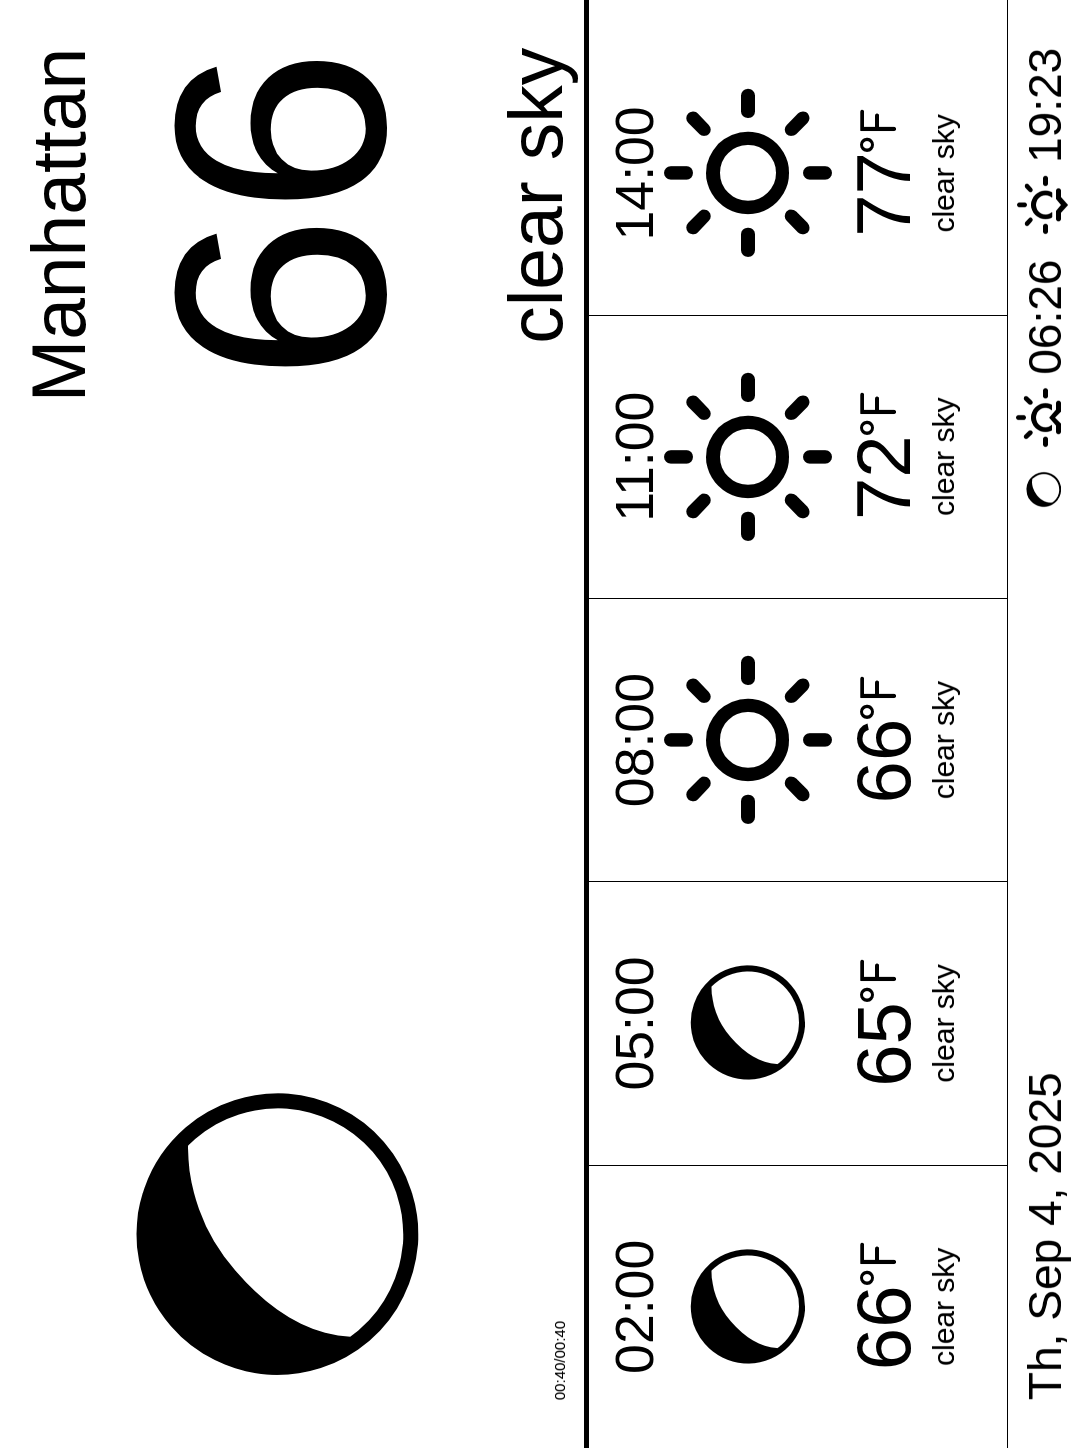 Manhattan
66
clear sky
00:40/00:40
02:00 05:00 08:00 11:00 14:00
66°F 65°F 66°F 72°F 77°F
clear sky clear sky clear sky clear sky clear sky
Th, Sep 4, 2025 06:26 19:23